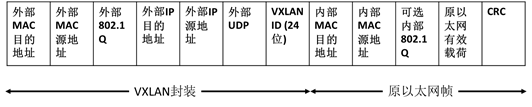 外部
MAC
目的
地址
外部
MAC
源地
址
外部
802.1
Q
外部IP
目的
地址
外部IP
源地
址
外部
UDP
VXLAN
ID (24
位)
内部
MAC
目的
地址
内部
MAC
源地
址
可选
内部
802.1
Q
原以
太网
有效
载荷
CRC
VXLAN封装
原以太网帧